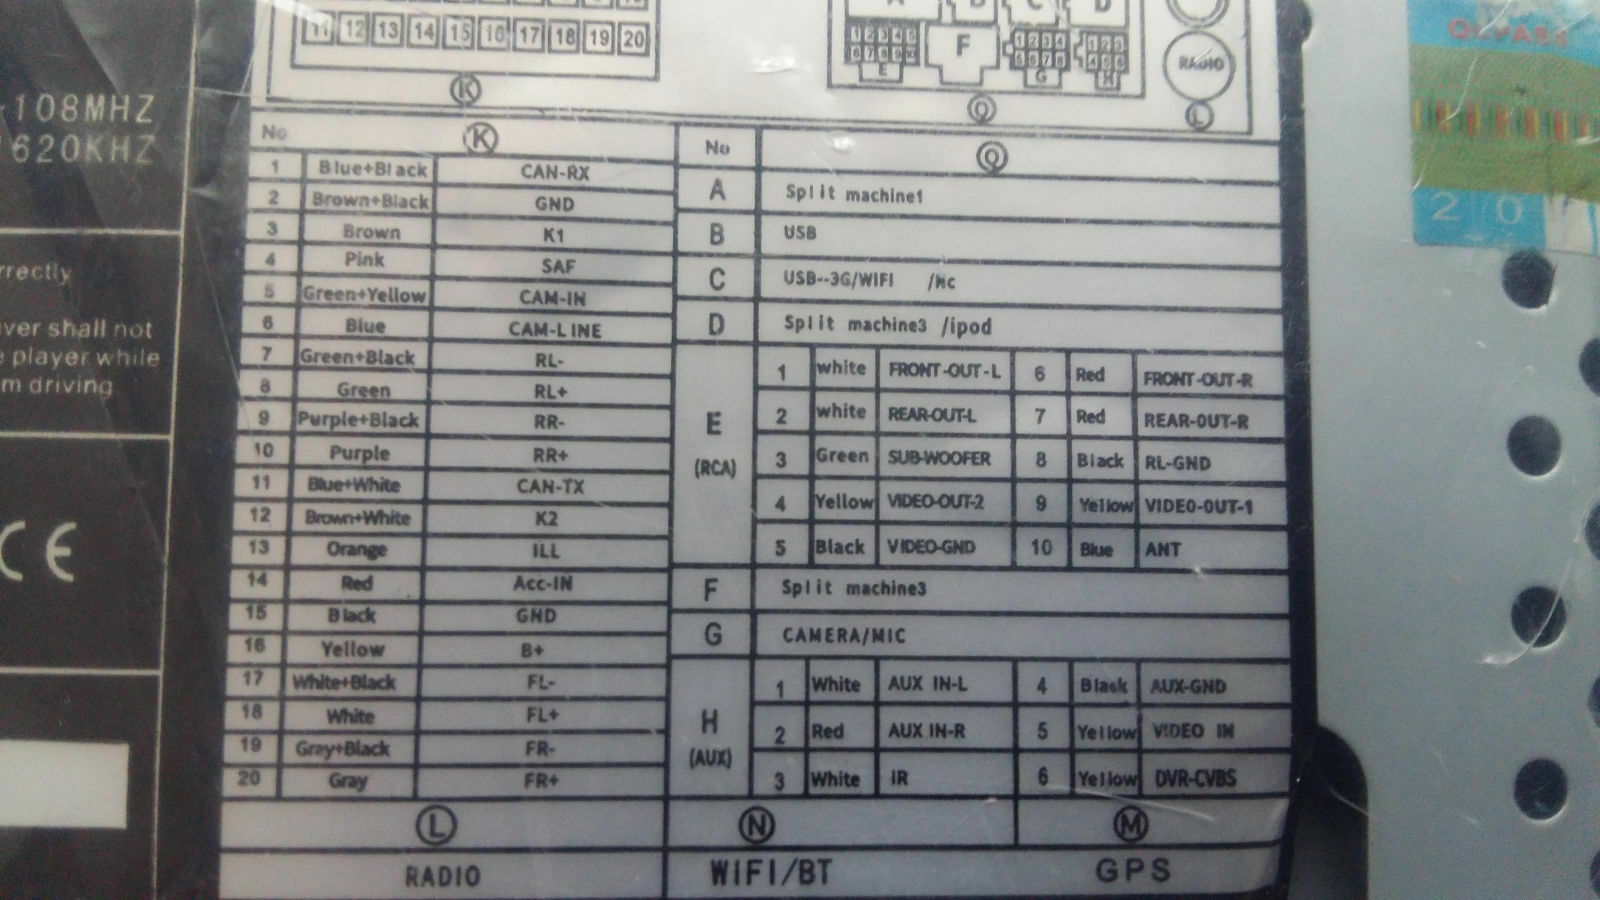 11 12 13 14 15 16 17 18 19 20
A B C D
F
1 2 3 4 5
E
G
H
RADIO
K
Q
L
108MHZ
620KHZ
rrectly
iver shall not
e player while
m driving
CE
No K
1 Blue+Black CAN-RX
2 Brown+Black GND
3 Brown K1
4 Pink SAF
5 Green+Yellow CAM-IN
6 Blue CAM-LINE
7 Green+Black RL-
8 Green RL+
9 Purple+Black RR-
10 Purple RR+
11 Blue+White CAN-TX
12 Brown+White K2
13 Orange ILL
14 Red Acc-IN
15 Black GND
16 Yellow B+
17 White+Black FL-
18 White FL+
19 Gray+Black FR-
20 Gray FR+
L
RADIO
No Q
A Split machine1
B USB
C USB--3G/WIFI /Nc
D Split machine3 /ipod
E (RCA)
1 white FRONT-OUT-L 6 Red FRONT-OUT-R
2 white REAR-OUT-L 7 Red REAR-OUT-R
3 Green SUB-WOOFER 8 Black RL-GND
4 Yellow VIDEO-OUT-2 9 Yellow VIDEO-OUT-1
5 Black VIDEO-GND 10 Blue ANT
F Split machine3
G CAMERA/MIC
H (AUX)
1 White AUX IN-L 4 Black AUX-GND
2 Red AUX IN-R 5 Yellow VIDEO IN
3 White IR 6 Yellow DVR-CVBS
N M
WIFI/BT GPS
2 0